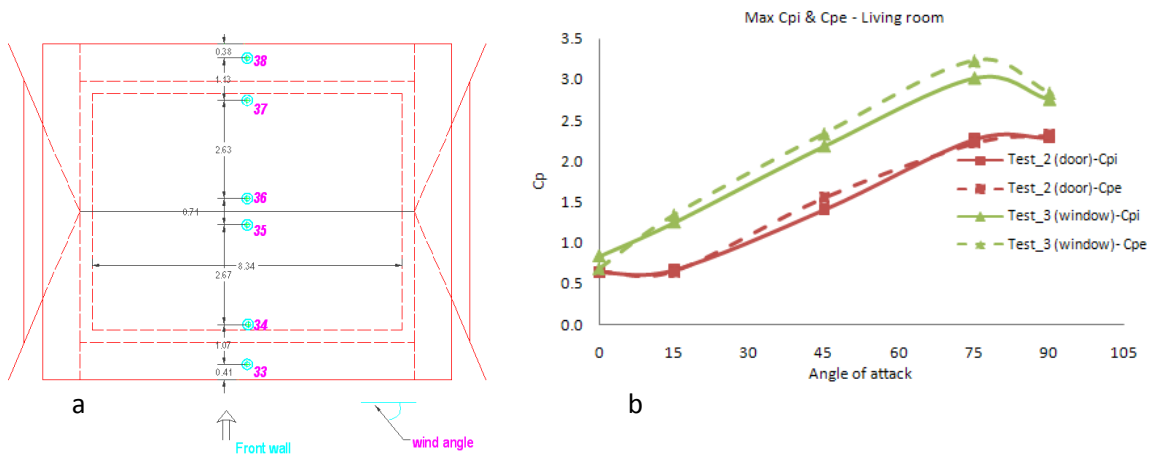 0.38
38
1.13
37
2.63
36
0.71
35
8.34
2.67
34
1.07
33
0.41
a
Front wall
wind angle
Max Cpi & Cpe - Living room
3.5
3.0
2.5
2.0
1.5
1.0
0.5
0.0
Cp
0 15 30 45 60 75 90 105
Angle of attack
Test_2 (door)-Cpi
Test_2 (door)-Cpe
Test_3 (window)-Cpi
Test_3 (window)- Cpe
b